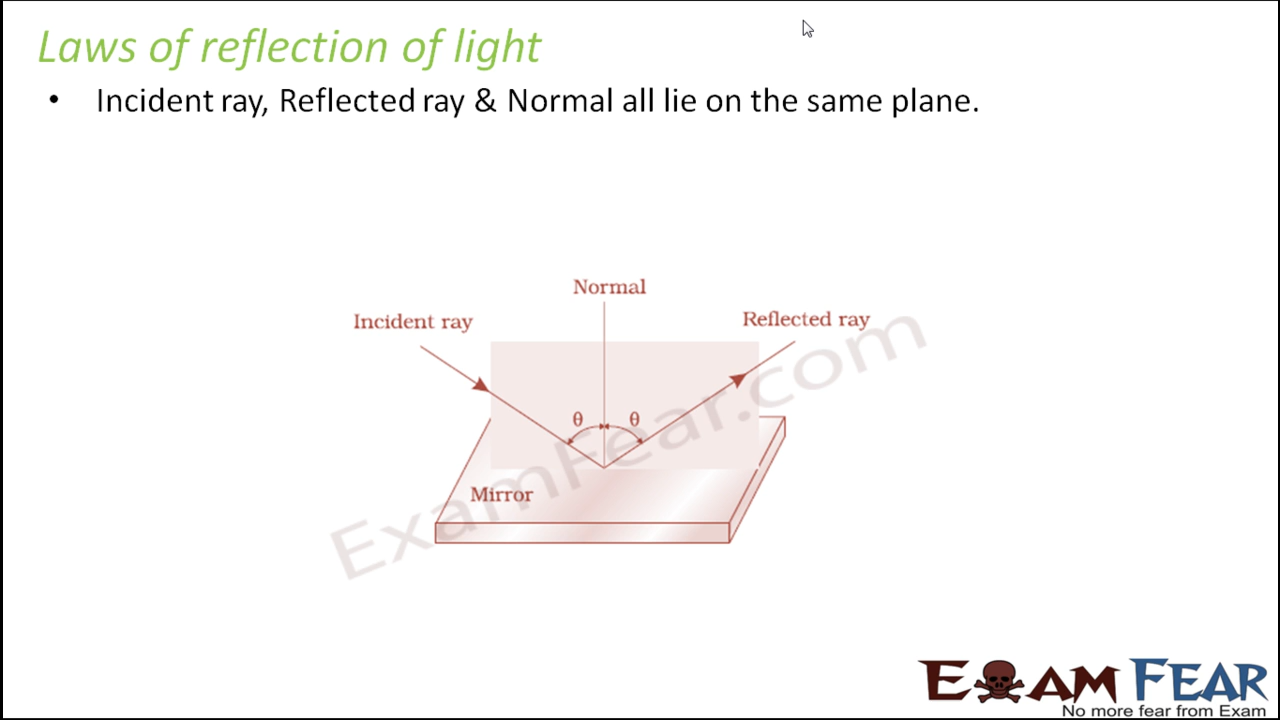 Laws of reflection of light
• Incident ray, Reflected ray & Normal all lie on the same plane.
Normal
Incident ray
Reflected ray
θ θ
Mirror
ExamFear.com
EXAM FEAR
No more fear from Exam